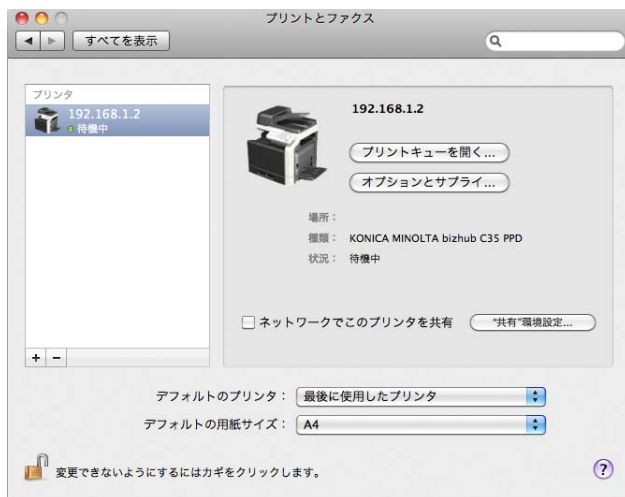 プリントとファクス
すべてを表示
プリンタ
192.168.1.2
待機中
192.168.1.2
プリントキューを開く...
オプションとサプライ...
場所：
種類： KONICA MINOLTA bizhub C35 PPD
状況： 待機中
ネットワークでこのプリンタを共有 "共有"環境設定...
+ −
デフォルトのプリンタ： 最後に使用したプリンタ
デフォルトの用紙サイズ： A4
変更できないようにするにはカギをクリックします。 ?